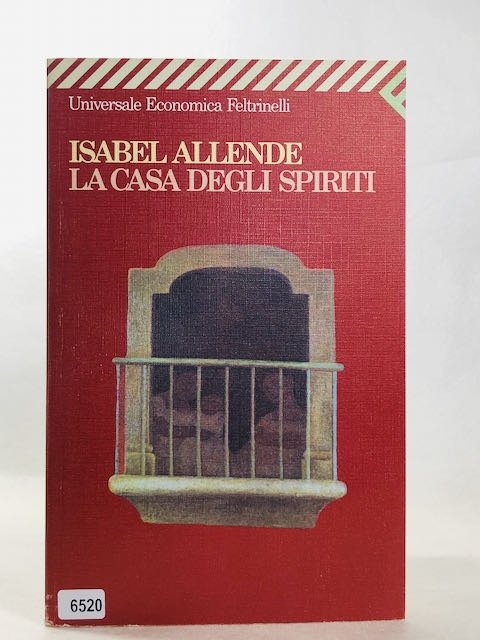 Universale Economica Feltrinelli
ISABEL ALLENDE
LA CASA DEGLI SPIRITI
6520